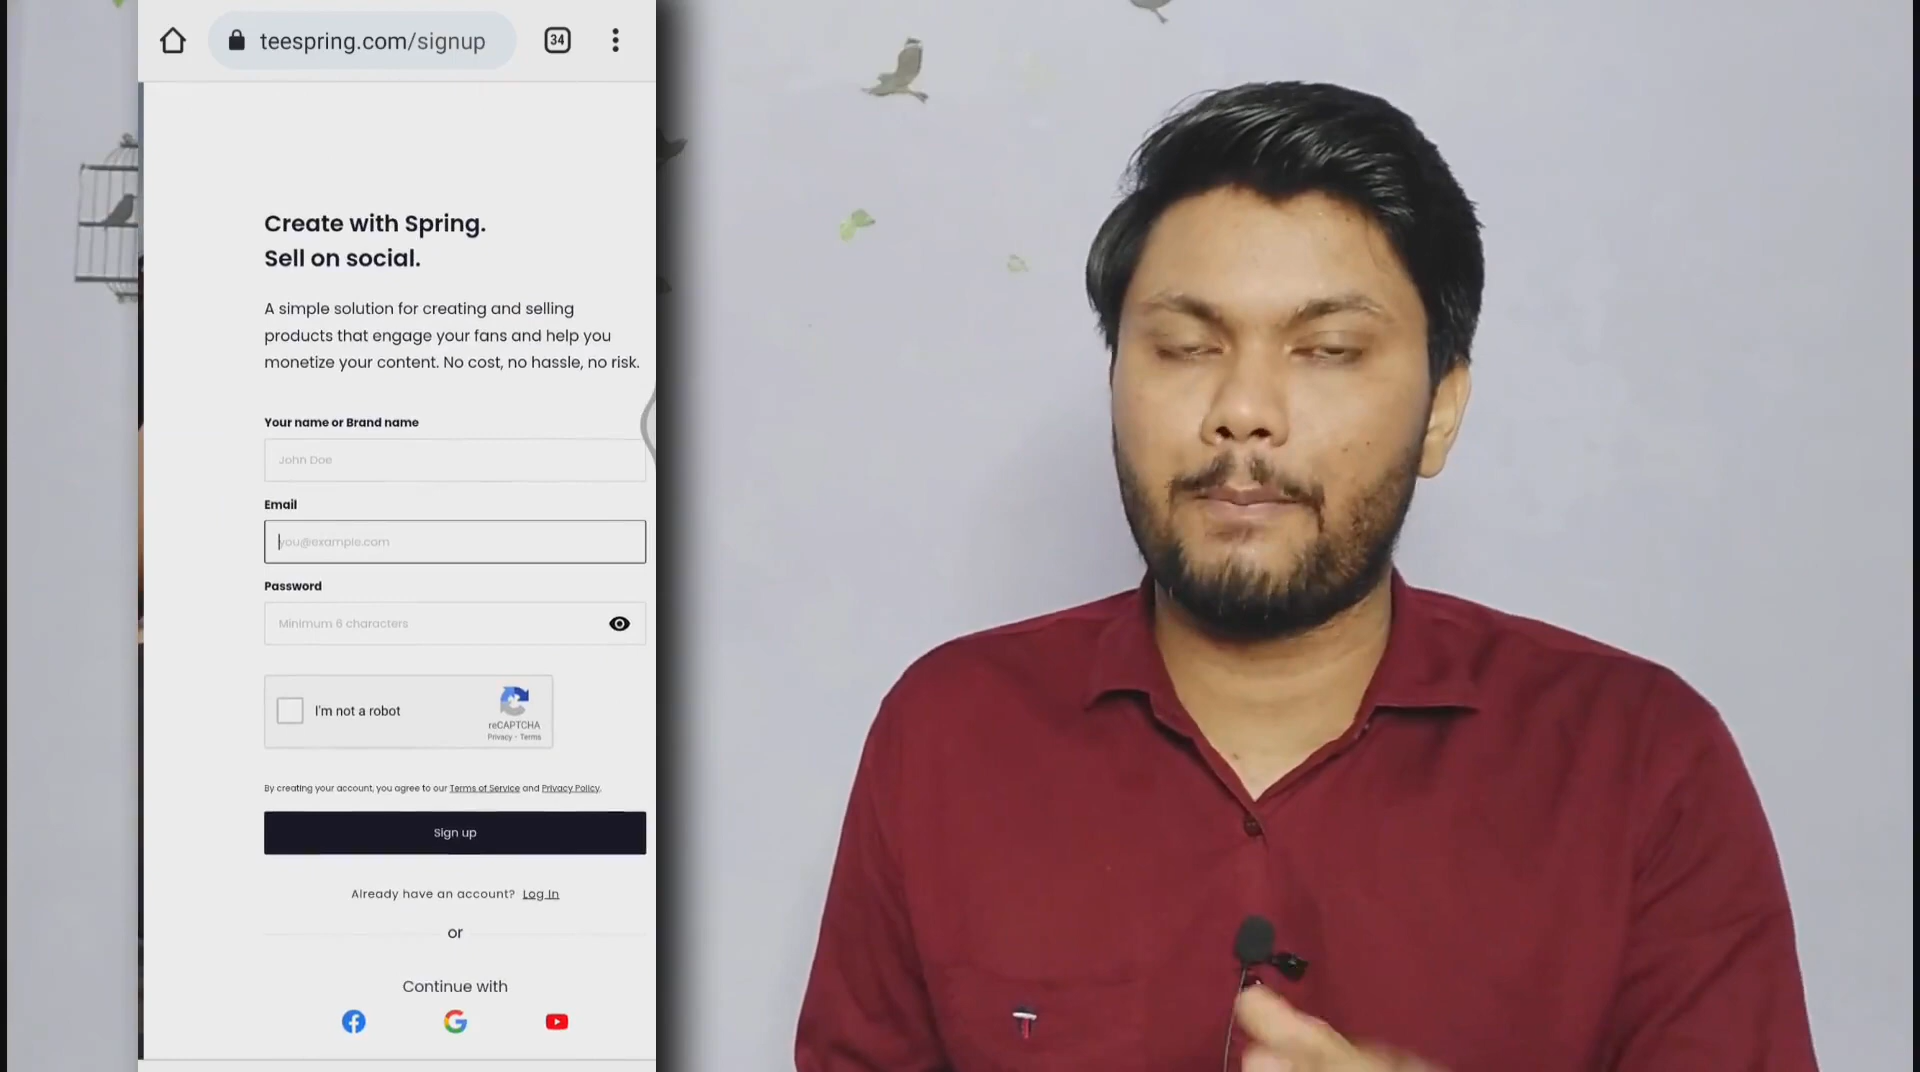 teespring.com/signup
34
Create with Spring.
Sell on social.
A simple solution for creating and selling
products that engage your fans and help you
monetize your content. No cost, no hassle, no risk.
Your name or Brand name
John Doe
Email
you@example.com
Password
Minimum 6 characters
I'm not a robot
reCAPTCHA
Privacy - Terms
By creating your account, you agree to our Terms of Service and Privacy Policy.
Sign up
Already have an account? Log In
or
Continue with